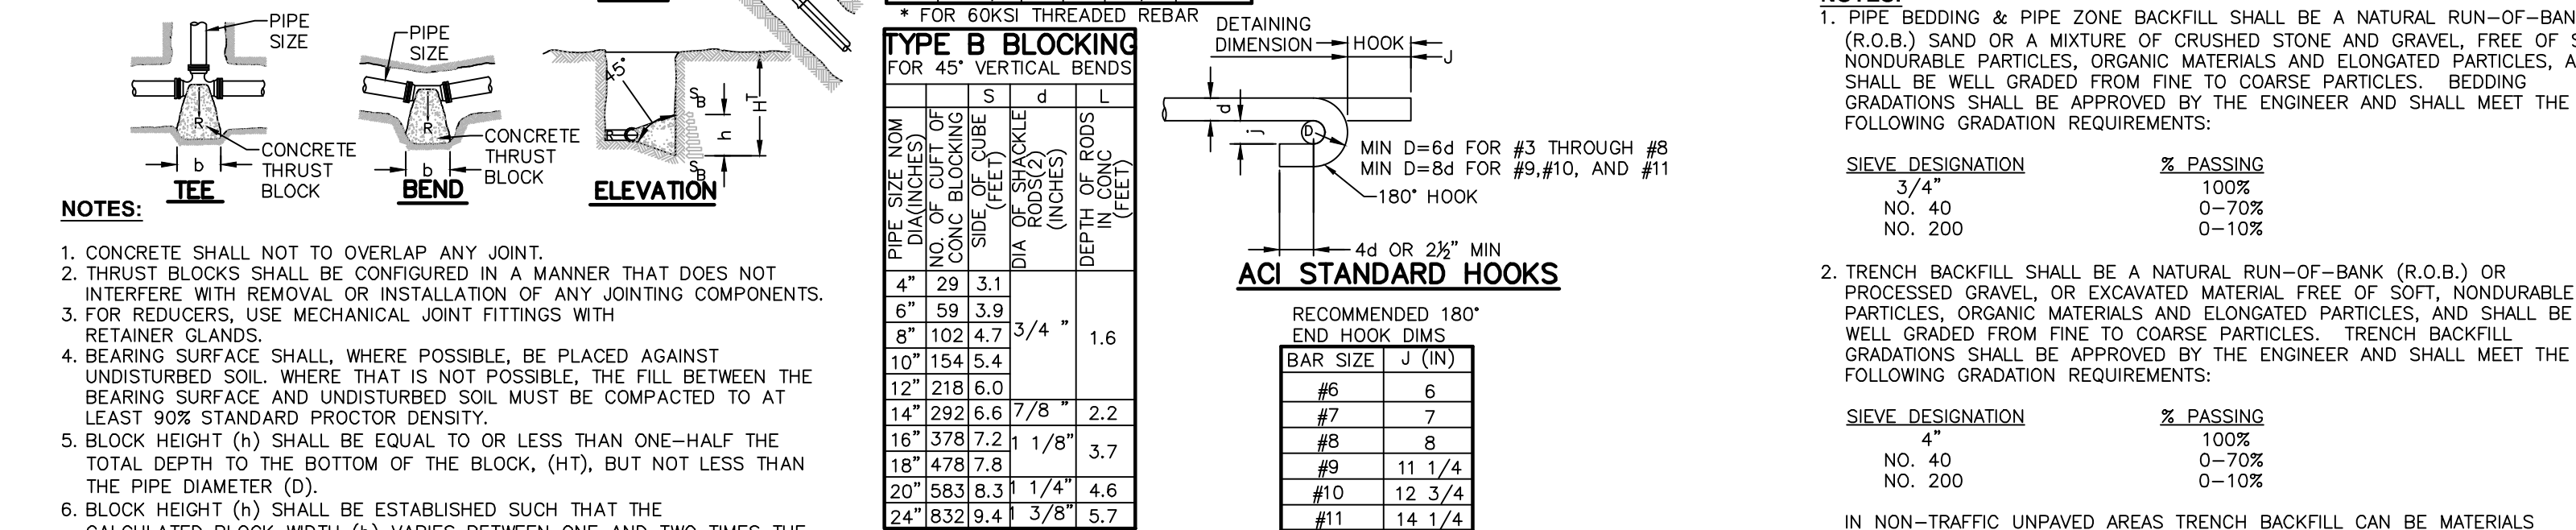 PIPE
SIZE
R
b
CONCRETE
THRUST
BLOCK
TEE
PIPE
SIZE
R
b
CONCRETE
THRUST
BLOCK
BEND
45°
R
SB
h
HT
SB
ELEVATION
NOTES:
1. CONCRETE SHALL NOT TO OVERLAP ANY JOINT.
2. THRUST BLOCKS SHALL BE CONFIGURED IN A MANNER THAT DOES NOT
INTERFERE WITH REMOVAL OR INSTALLATION OF ANY JOINTING COMPONENTS.
3. FOR REDUCERS, USE MECHANICAL JOINT FITTINGS WITH
RETAINER GLANDS.
4. BEARING SURFACE SHALL, WHERE POSSIBLE, BE PLACED AGAINST
UNDISTURBED SOIL. WHERE THAT IS NOT POSSIBLE, THE FILL BETWEEN THE
BEARING SURFACE AND UNDISTURBED SOIL MUST BE COMPACTED TO AT
LEAST 90% STANDARD PROCTOR DENSITY.
5. BLOCK HEIGHT (h) SHALL BE EQUAL TO OR LESS THAN ONE-HALF THE
TOTAL DEPTH TO THE BOTTOM OF THE BLOCK, (HT), BUT NOT LESS THAN
THE PIPE DIAMETER (D).
6. BLOCK HEIGHT (h) SHALL BE ESTABLISHED SUCH THAT THE
CALCULATED BLOCK WIDTH (b) VARIES BETWEEN ONE AND TWO TIMES THE
* FOR 60KSI THREADED REBAR
TYPE B BLOCKING
FOR 45° VERTICAL BENDS
S d L
PIPE SIZE NOM DIA(INCHES)
NO. OF CUFT OF CONC BLOCKING
SIDE OF CUBE (FEET)
DIA OF SHACKLE RODS(2) (INCHES)
DEPTH OF RODS IN CONC (FEET)
4" 29 3.1
6" 59 3.9
8" 102 4.7 3/4 " 1.6
10" 154 5.4
12" 218 6.0
14" 292 6.6 7/8 " 2.2
16" 378 7.2 1 1/8" 3.7
18" 478 7.8
20" 583 8.3 1 1/4" 4.6
24" 832 9.4 1 3/8" 5.7
DETAINING
DIMENSION
HOOK
J
d
j
D
MIN D=6d FOR #3 THROUGH #8
MIN D=8d FOR #9,#10, AND #11
180° HOOK
4d OR 2½" MIN
ACI STANDARD HOOKS
RECOMMENDED 180°
END HOOK DIMS
BAR SIZE J (IN)
#6 6
#7 7
#8 8
#9 11 1/4
#10 12 3/4
#11 14 1/4
NOTES:
1. PIPE BEDDING & PIPE ZONE BACKFILL SHALL BE A NATURAL RUN-OF-BAN
(R.O.B.) SAND OR A MIXTURE OF CRUSHED STONE AND GRAVEL, FREE OF S
NONDURABLE PARTICLES, ORGANIC MATERIALS AND ELONGATED PARTICLES, A
SHALL BE WELL GRADED FROM FINE TO COARSE PARTICLES. BEDDING
GRADATIONS SHALL BE APPROVED BY THE ENGINEER AND SHALL MEET THE
FOLLOWING GRADATION REQUIREMENTS:
SIEVE DESIGNATION % PASSING
3/4" 100%
NO. 40 0-70%
NO. 200 0-10%
2. TRENCH BACKFILL SHALL BE A NATURAL RUN-OF-BANK (R.O.B.) OR
PROCESSED GRAVEL, OR EXCAVATED MATERIAL FREE OF SOFT, NONDURABLE
PARTICLES, ORGANIC MATERIALS AND ELONGATED PARTICLES, AND SHALL BE
WELL GRADED FROM FINE TO COARSE PARTICLES. TRENCH BACKFILL
GRADATIONS SHALL BE APPROVED BY THE ENGINEER AND SHALL MEET THE
FOLLOWING GRADATION REQUIREMENTS:
SIEVE DESIGNATION % PASSING
4" 100%
NO. 40 0-70%
NO. 200 0-10%
IN NON-TRAFFIC UNPAVED AREAS TRENCH BACKFILL CAN BE MATERIALS